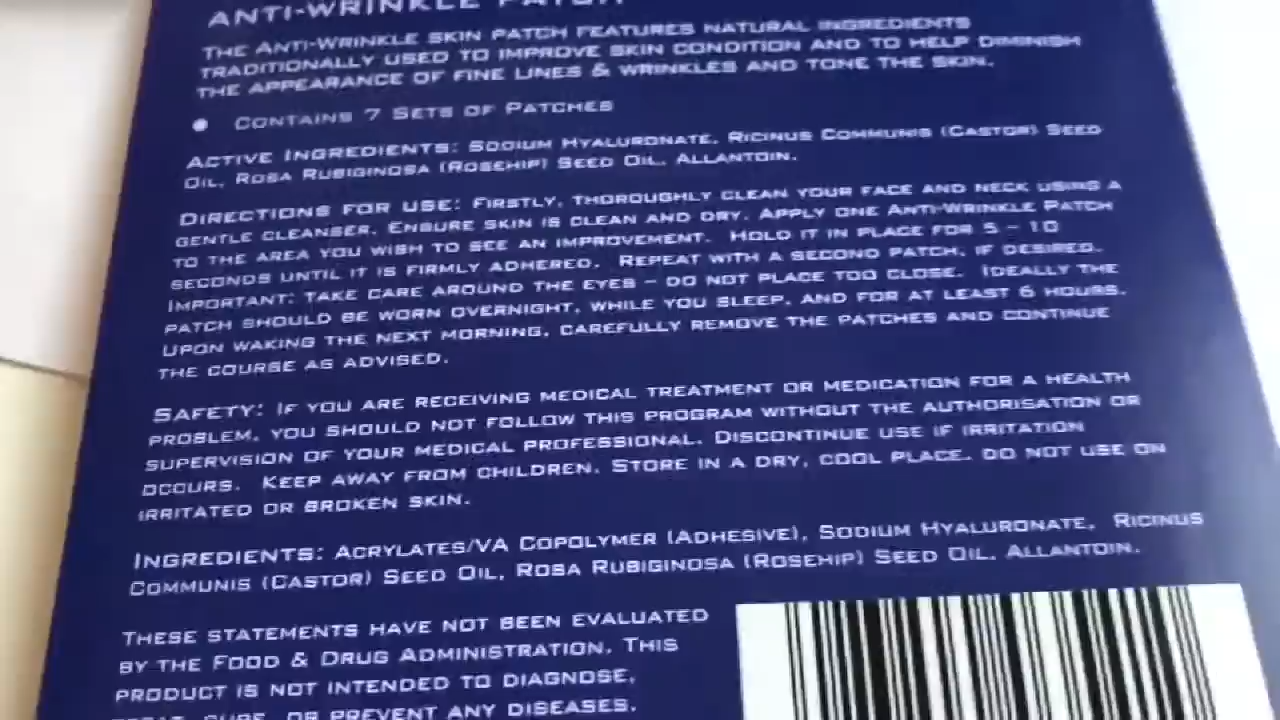 ANTI-WRINKLE PATCH
THE ANTI-WRINKLE SKIN PATCH FEATURES NATURAL INGREDIENTS
TRADITIONALLY USED TO IMPROVE SKIN CONDITION AND TO HELP DIMINISH
THE APPEARANCE OF FINE LINES & WRINKLES AND TONE THE SKIN.
● CONTAINS 7 SETS OF PATCHES
ACTIVE INGREDIENTS: SODIUM HYALURONATE, RICINUS COMMUNIS (CASTOR) SEED
OIL, ROSA RUBIGINOSA (ROSEHIP) SEED OIL, ALLANTOIN.
DIRECTIONS FOR USE: FIRSTLY, THOROUGHLY CLEAN YOUR FACE AND NECK USING A
GENTLE CLEANSER. ENSURE SKIN IS CLEAN AND DRY. APPLY ONE ANTI-WRINKLE PATCH
TO THE AREA YOU WISH TO SEE AN IMPROVEMENT. HOLD IT IN PLACE FOR 5 - 10
SECONDS UNTIL IT IS FIRMLY ADHERED. REPEAT WITH A SECOND PATCH, IF DESIRED.
IMPORTANT: TAKE CARE AROUND THE EYES – DO NOT PLACE TOO CLOSE. IDEALLY THE
PATCH SHOULD BE WORN OVERNIGHT, WHILE YOU SLEEP, AND FOR AT LEAST 6 HOURS.
UPON WAKING THE NEXT MORNING, CAREFULLY REMOVE THE PATCHES AND CONTINUE
THE COURSE AS ADVISED.
SAFETY: IF YOU ARE RECEIVING MEDICAL TREATMENT OR MEDICATION FOR A HEALTH
PROBLEM, YOU SHOULD NOT FOLLOW THIS PROGRAM WITHOUT THE AUTHORISATION OR
SUPERVISION OF YOUR MEDICAL PROFESSIONAL. DISCONTINUE USE IF IRRITATION
OCCURS. KEEP AWAY FROM CHILDREN. STORE IN A DRY, COOL PLACE. DO NOT USE ON
IRRITATED OR BROKEN SKIN.
INGREDIENTS: ACRYLATES/VA COPOLYMER (ADHESIVE), SODIUM HYALURONATE, RICINUS
COMMUNIS (CASTOR) SEED OIL, ROSA RUBIGINOSA (ROSEHIP) SEED OIL, ALLANTOIN.
THESE STATEMENTS HAVE NOT BEEN EVALUATED
BY THE FOOD & DRUG ADMINISTRATION. THIS
PRODUCT IS NOT INTENDED TO DIAGNOSE,
TREAT, CURE, OR PREVENT ANY DISEASES.